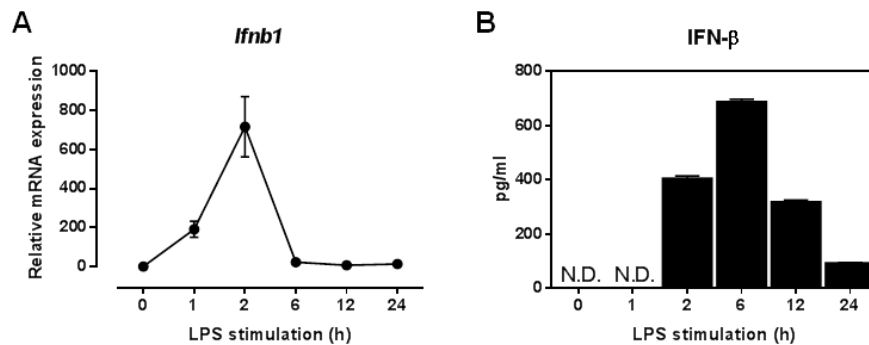 A
Ifnb1
Relative mRNA expression
1000
800
600
400
200
0
0 1 2 6 12 24
LPS stimulation (h)
B
IFN-β
pg/ml
800
600
400
200
0
N.D. N.D.
0 1 2 6 12 24
LPS stimulation (h)